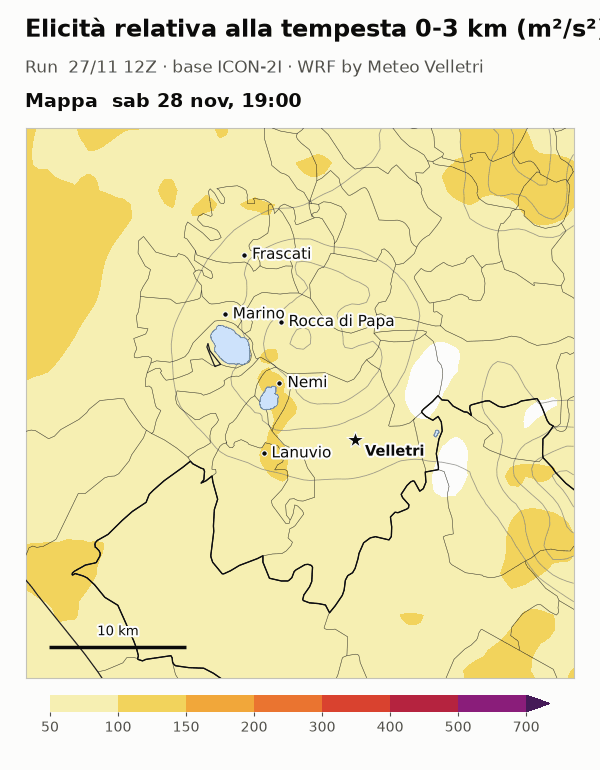 Elicità relativa alla tempesta 0-3 km (m²/s²)
Run  27/11 12Z · base ICON-2I · WRF by Meteo Velletri
Mappa  sab 28 nov, 19:00
Frascati
Marino
Rocca di Papa
Nemi
Velletri
Lanuvio
10 km
50 100 150 200 300 400 500 700